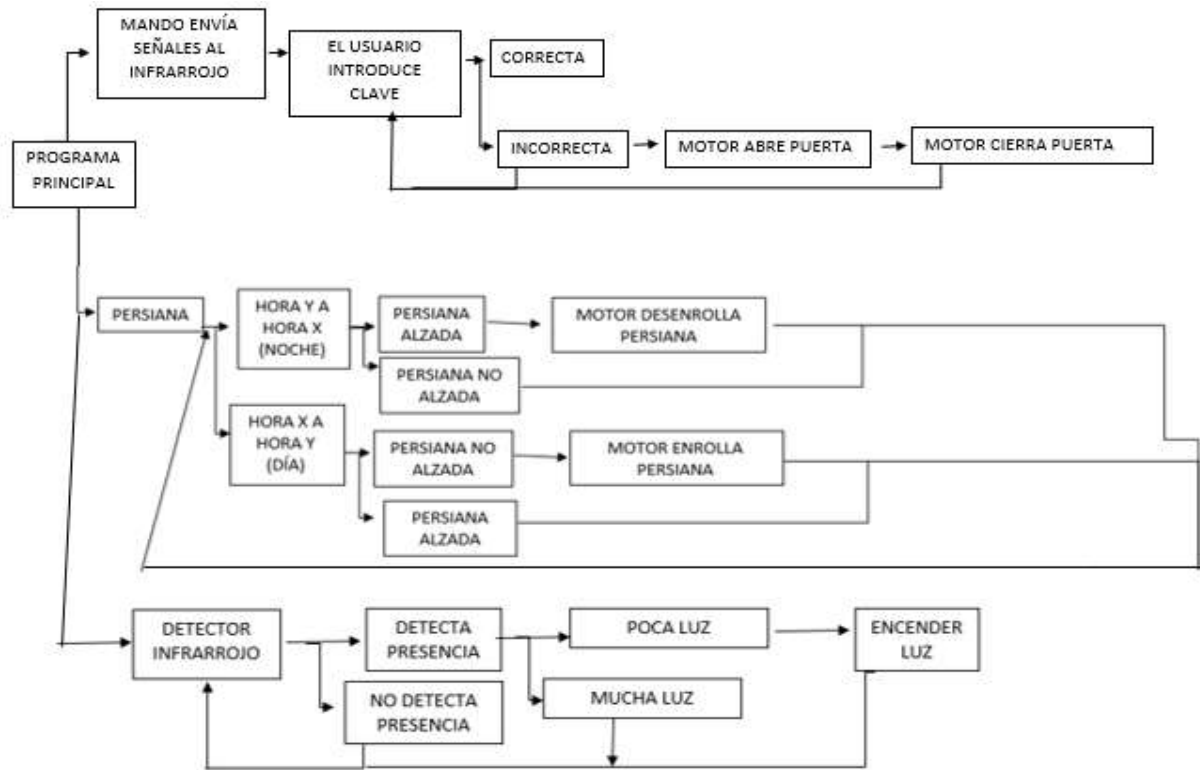 MANDO ENVÍA
SEÑALES AL
INFRARROJO
EL USUARIO
INTRODUCE
CLAVE
CORRECTA
PROGRAMA
PRINCIPAL
INCORRECTA
MOTOR ABRE PUERTA
MOTOR CIERRA PUERTA
PERSIANA
HORA Y A
HORA X
(NOCHE)
PERSIANA
ALZADA
MOTOR DESENROLLA
PERSIANA
PERSIANA NO
ALZADA
HORA X A
HORA Y
(DÍA)
PERSIANA NO
ALZADA
MOTOR ENROLLA
PERSIANA
PERSIANA
ALZADA
DETECTOR
INFRARROJO
DETECTA
PRESENCIA
POCA LUZ
ENCENDER
LUZ
NO DETECTA
PRESENCIA
MUCHA LUZ